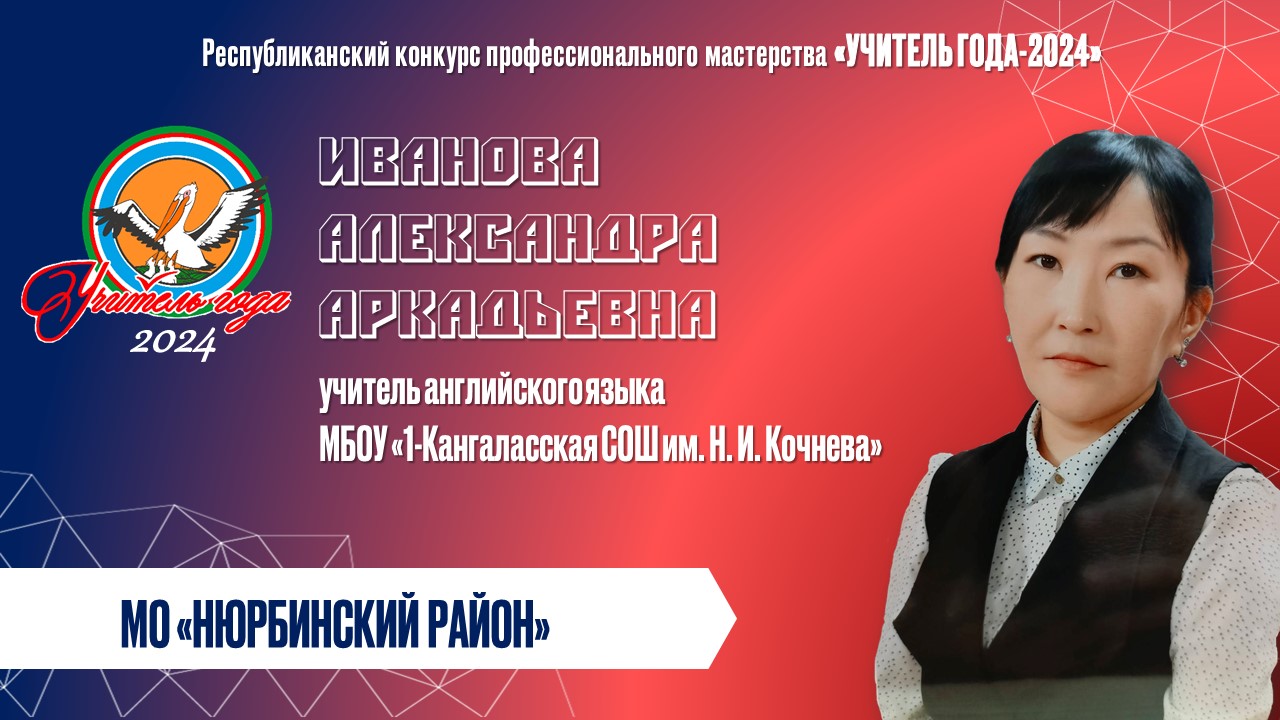 Республиканский конкурс профессионального мастерства «УЧИТЕЛЬ ГОДА-2024»
Учитель года
2024
ИВАНОВА
АЛЕКСАНДРА
АРКАДЬЕВНА
учитель английского языка
МБОУ «1-Кангаласская СОШ им. Н. И. Кочнева»
МО «НЮРБИНСКИЙ РАЙОН»